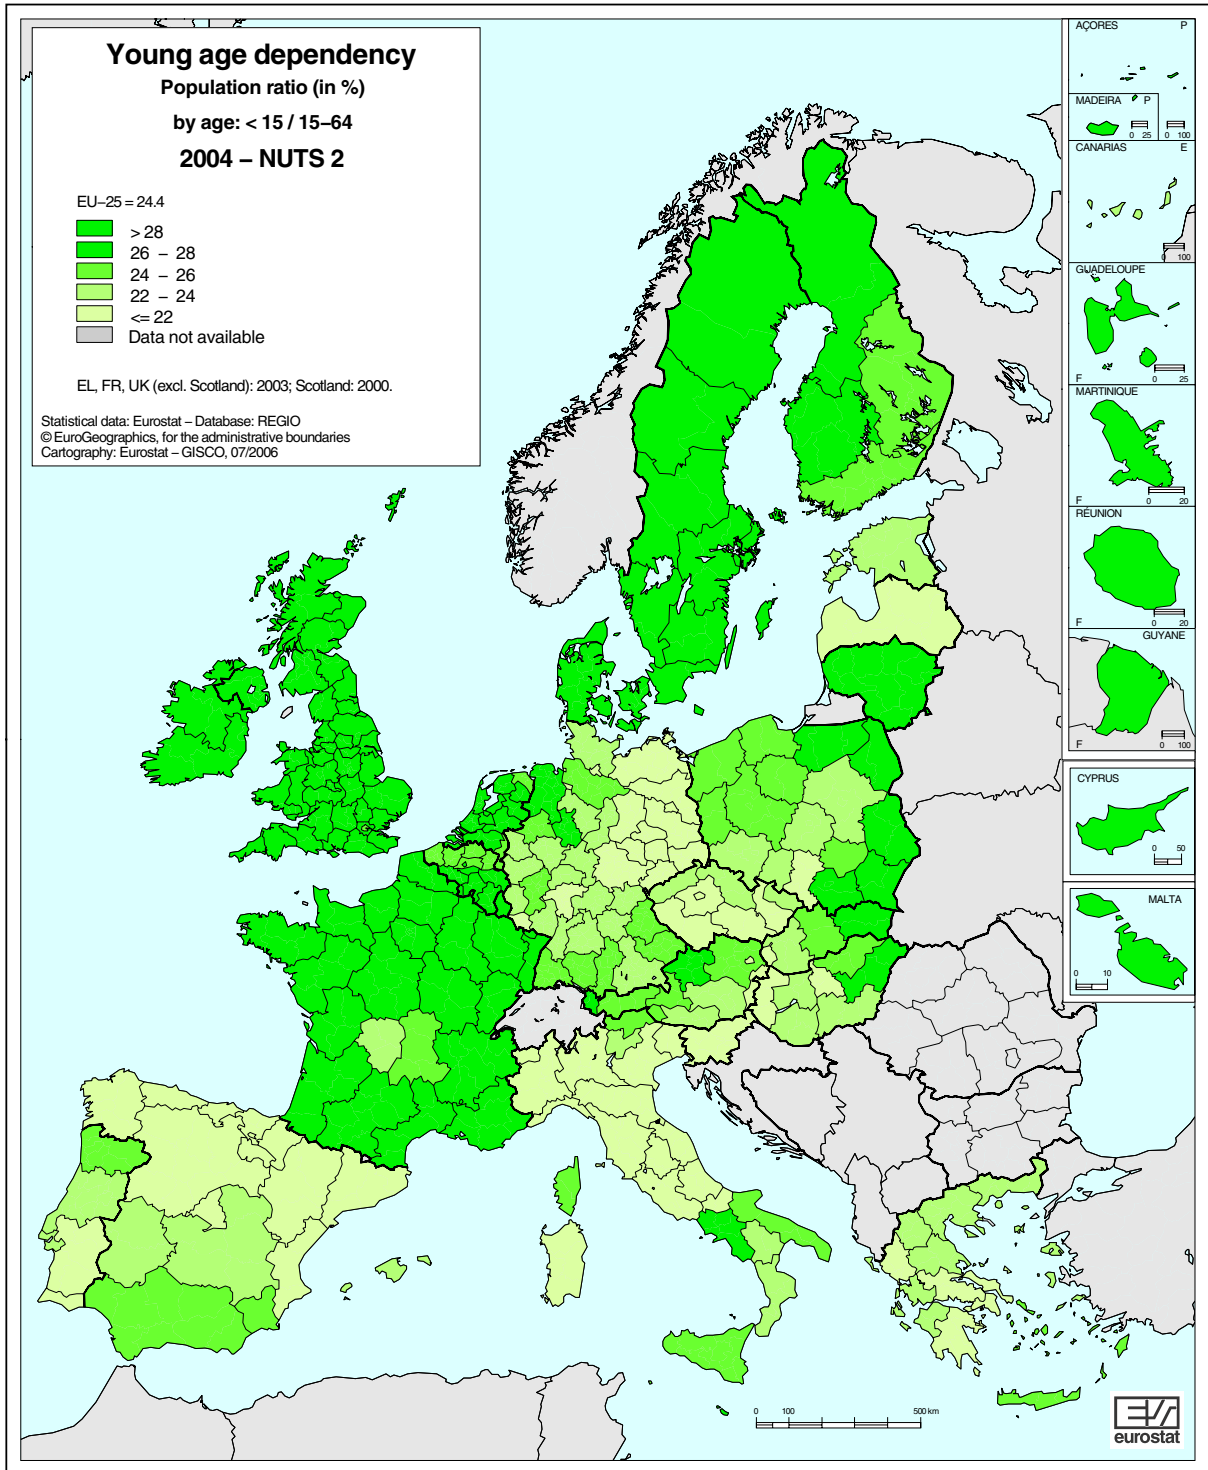 Young age dependency
Population ratio (in %)
by age: < 15 / 15–64
2004 – NUTS 2
EU–25 = 24.4
> 28
26 – 28
24 – 26
22 – 24
<= 22
Data not available
EL, FR, UK (excl. Scotland): 2003; Scotland: 2000.
Statistical data: Eurostat – Database: REGIO
© EuroGeographics, for the administrative boundaries
Cartography: Eurostat – GISCO, 07/2006
AÇORES P
MADEIRA P
0 25 0 100
CANARIAS E
0 100
GUADELOUPE
F 0 25
MARTINIQUE
F 0 20
RÉUNION
F 0 20
GUYANE
F 0 100
CYPRUS
0 50
MALTA
0 10
0 100 500 km
eurostat